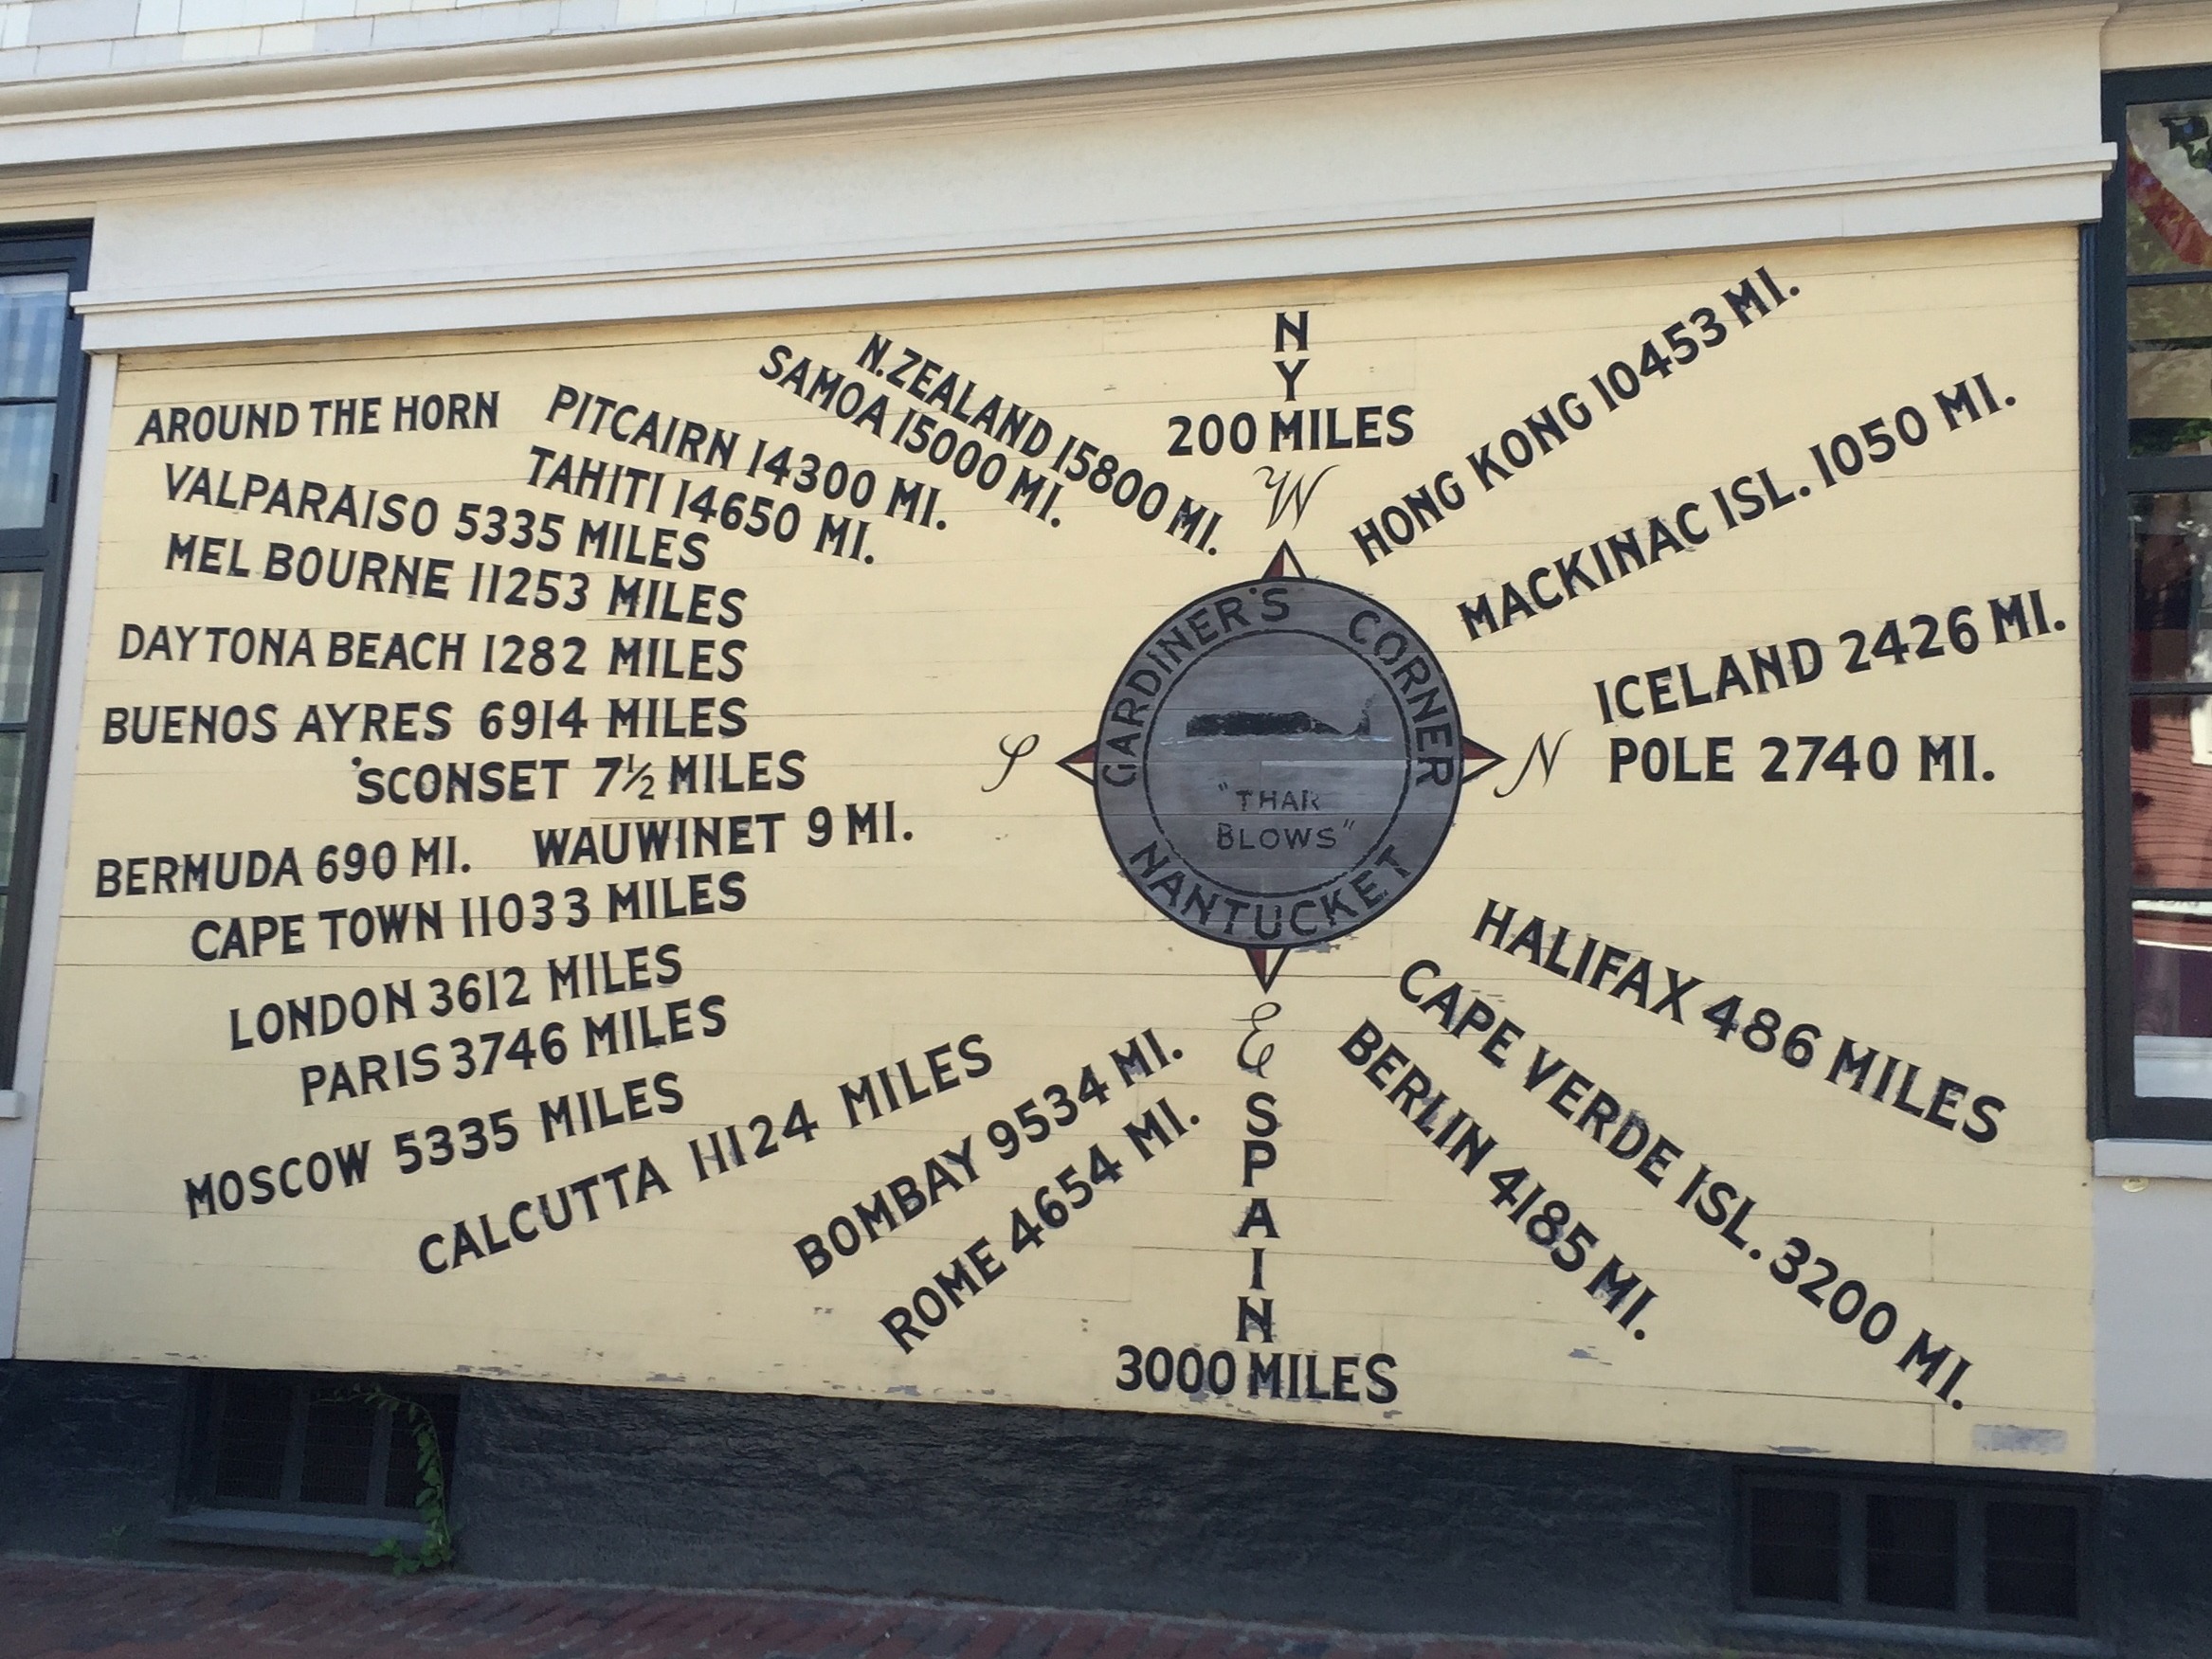 AROUND THE HORN
PITCAIRN 14300 MI.
TAHITI 14650 MI.
N.ZEALAND 15800 MI.
SAMOA 15000 MI.
VALPARAISO 5335 MILES
MEL BOURNE 11253 MILES
DAYTONA BEACH 1282 MILES
BUENOS AYRES 6914 MILES
'SCONSET 7½ MILES
BERMUDA 690 MI.
WAUWINET 9 MI.
CAPE TOWN 11033 MILES
LONDON 3612 MILES
PARIS 3746 MILES
MOSCOW 5335 MILES
CALCUTTA 11124 MILES
BOMBAY 9534 MI.
ROME 4654 MI.
NY
200 MILES
W
S
GARDINER'S CORNER
"THAR
BLOWS"
NANTUCKET
N
E
SPAIN
3000 MILES
HONG KONG 10453 MI.
MACKINAC ISL. 1050 MI.
ICELAND 2426 MI.
POLE 2740 MI.
HALIFAX 486 MILES
CAPE VERDE ISL. 3200 MI.
BERLIN 4185 MI.